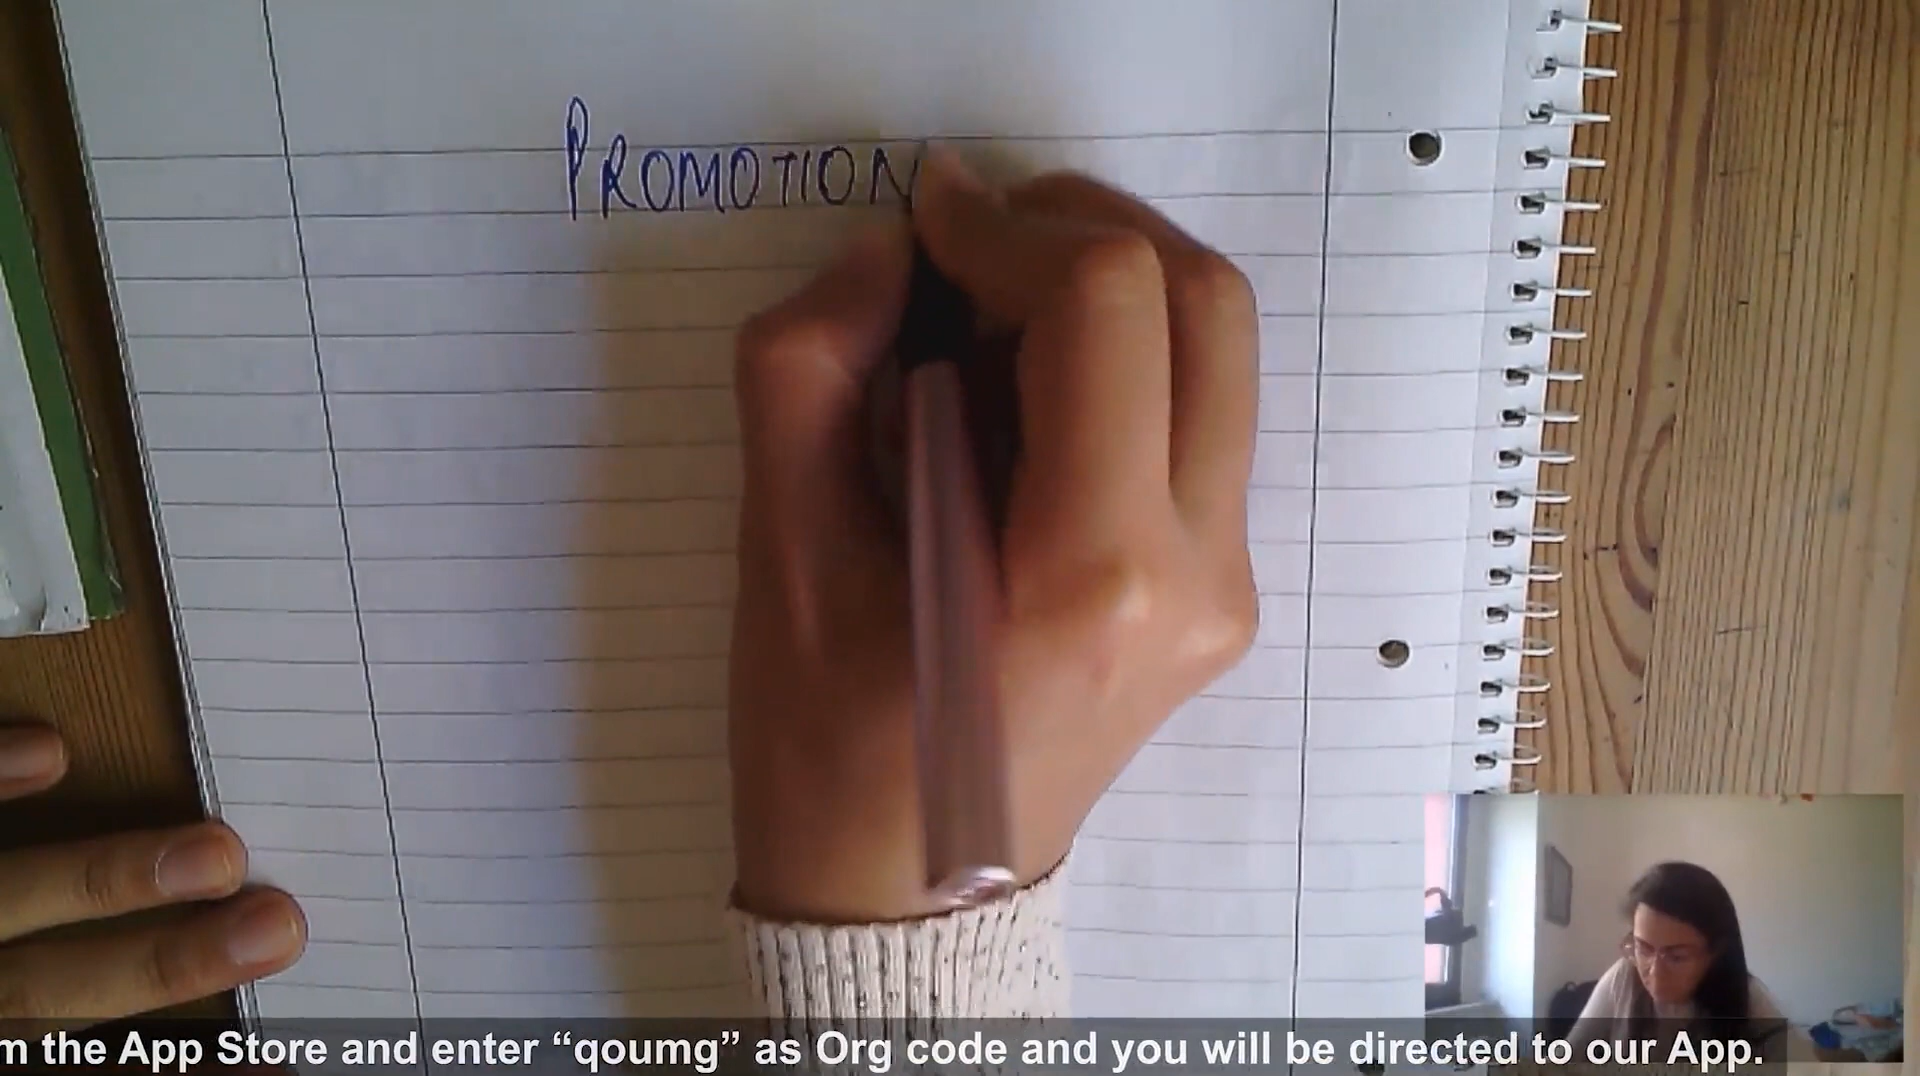 PROMOTION
m the App Store and enter “qoumg” as Org code and you will be directed to our App.